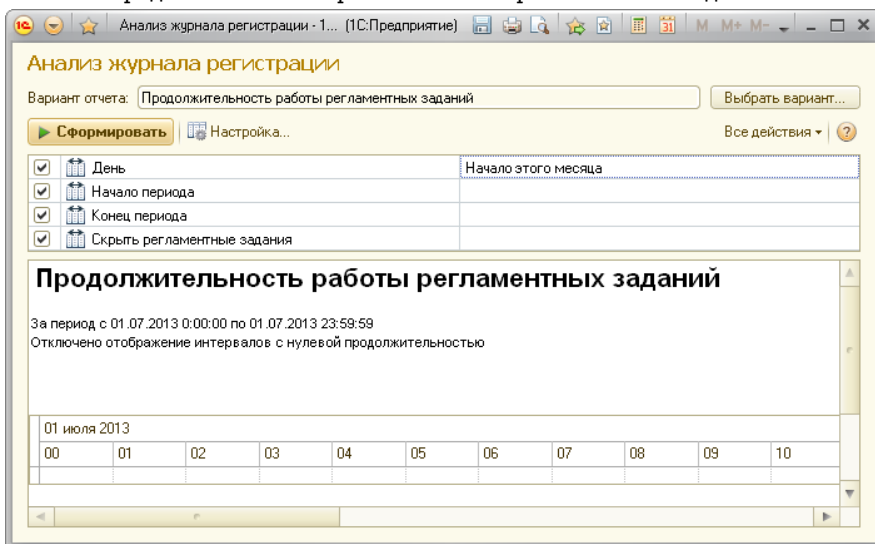 Анализ журнала регистрации - 1... (1С:Предприятие)
31
M M+ M-
Анализ журнала регистрации
Вариант отчета: Продолжительность работы регламентных заданий Выбрать вариант...
Сформировать Настройка... Все действия ?
День Начало этого месяца
Начало периода
Конец периода
Скрыть регламентные задания
Продолжительность работы регламентных заданий
За период с 01.07.2013 0:00:00 по 01.07.2013 23:59:59
Отключено отображение интервалов с нулевой продолжительностью
01 июля 2013
00 01 02 03 04 05 06 07 08 09 10